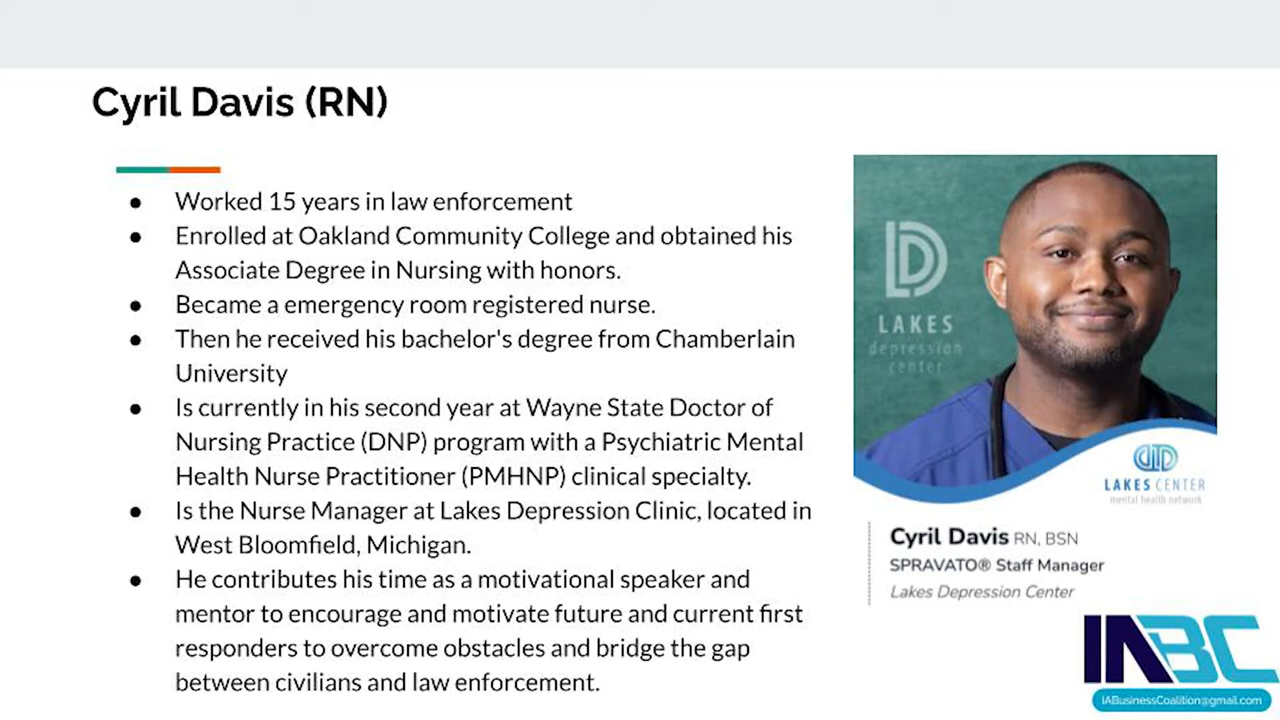 Cyril Davis (RN)
● Worked 15 years in law enforcement
● Enrolled at Oakland Community College and obtained his
Associate Degree in Nursing with honors.
● Became a emergency room registered nurse.
● Then he received his bachelor's degree from Chamberlain
University
● Is currently in his second year at Wayne State Doctor of
Nursing Practice (DNP) program with a Psychiatric Mental
Health Nurse Practitioner (PMHNP) clinical specialty.
● Is the Nurse Manager at Lakes Depression Clinic, located in
West Bloomfield, Michigan.
● He contributes his time as a motivational speaker and
mentor to encourage and motivate future and current first
responders to overcome obstacles and bridge the gap
between civilians and law enforcement.
LAKES
depression
center
LAKES CENTER
mental health network
Cyril Davis RN, BSN
SPRAVATO® Staff Manager
Lakes Depression Center
IABC
IABusinessCoalition@gmail.com